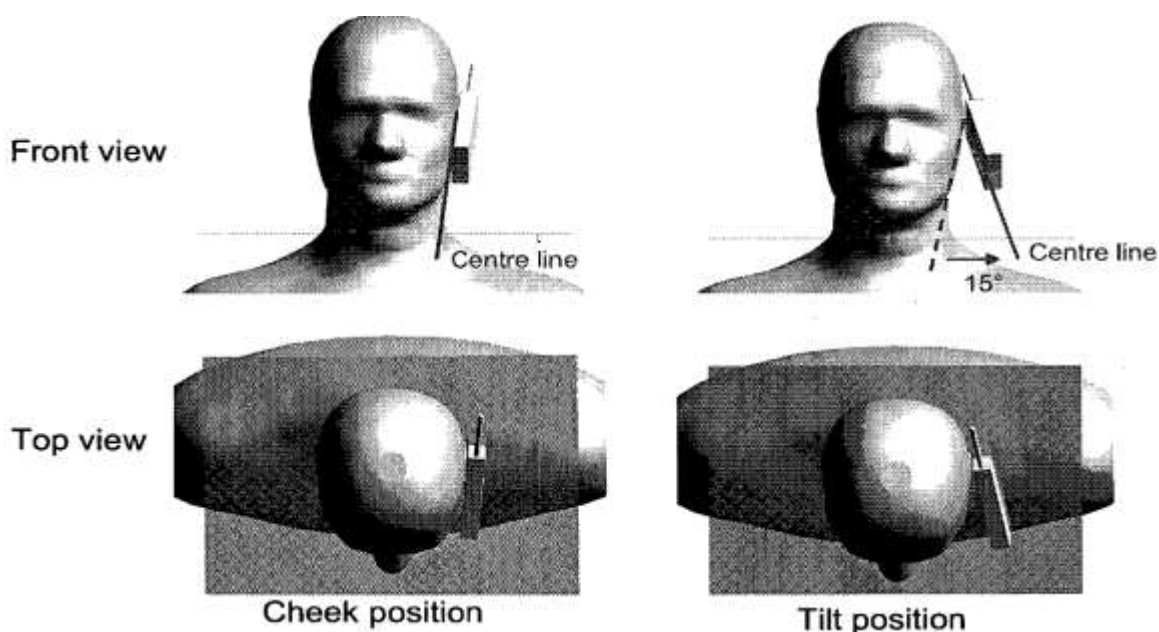 Front view
Centre line
Centre line
15°
Top view
Cheek position
Tilt position